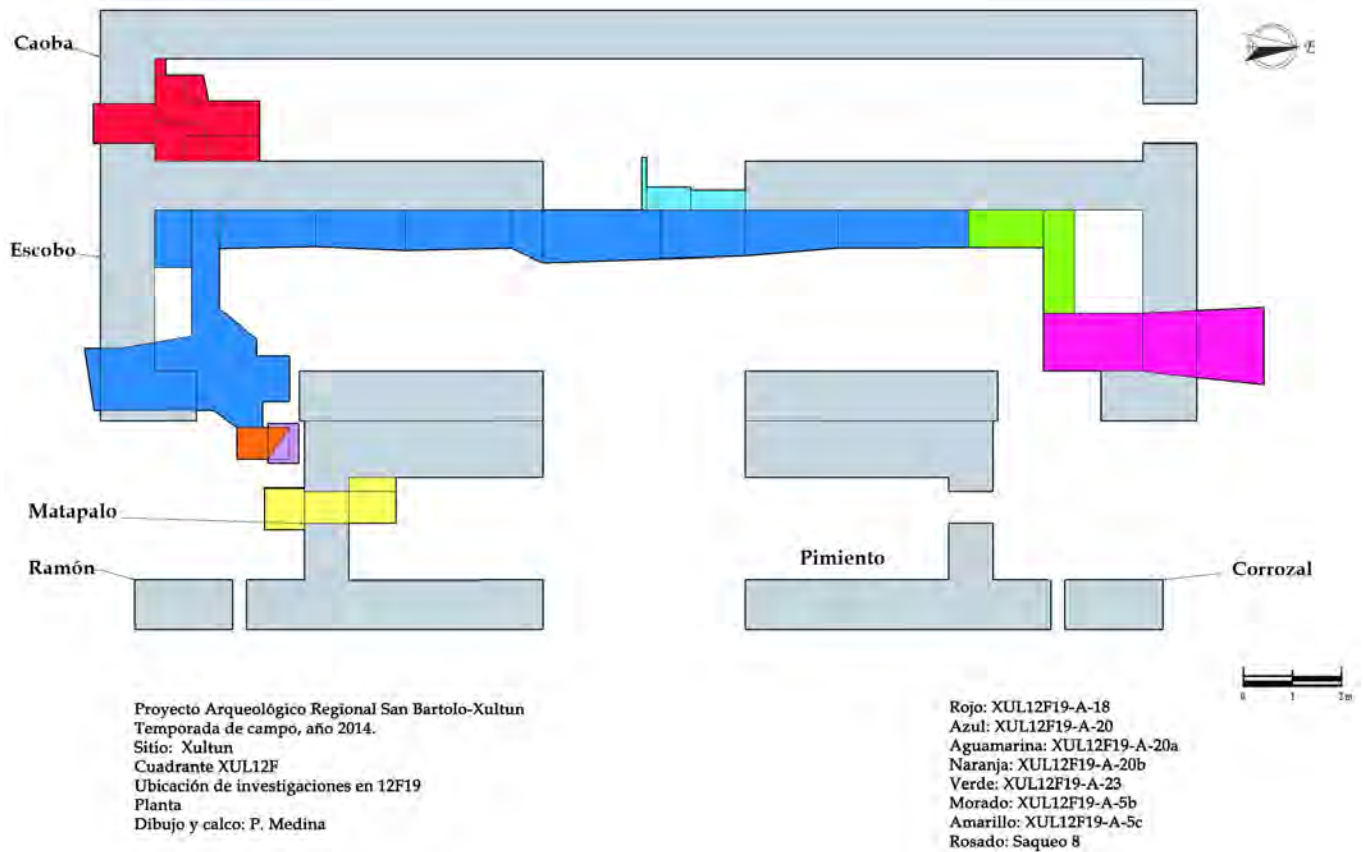 Caoba
E
Escobo
Matapalo
Ramón
Pimiento
Corrozal
0 1 2m
Proyecto Arqueológico Regional San Bartolo-Xultun
Temporada de campo, año 2014.
Sitio: Xultun
Cuadrante XUL12F
Ubicación de investigaciones en 12F19
Planta
Dibujo y calco: P. Medina
Rojo: XUL12F19-A-18
Azul: XUL12F19-A-20
Aguamarina: XUL12F19-A-20a
Naranja: XUL12F19-A-20b
Verde: XUL12F19-A-23
Morado: XUL12F19-A-5b
Amarillo: XUL12F19-A-5c
Rosado: Saqueo 8